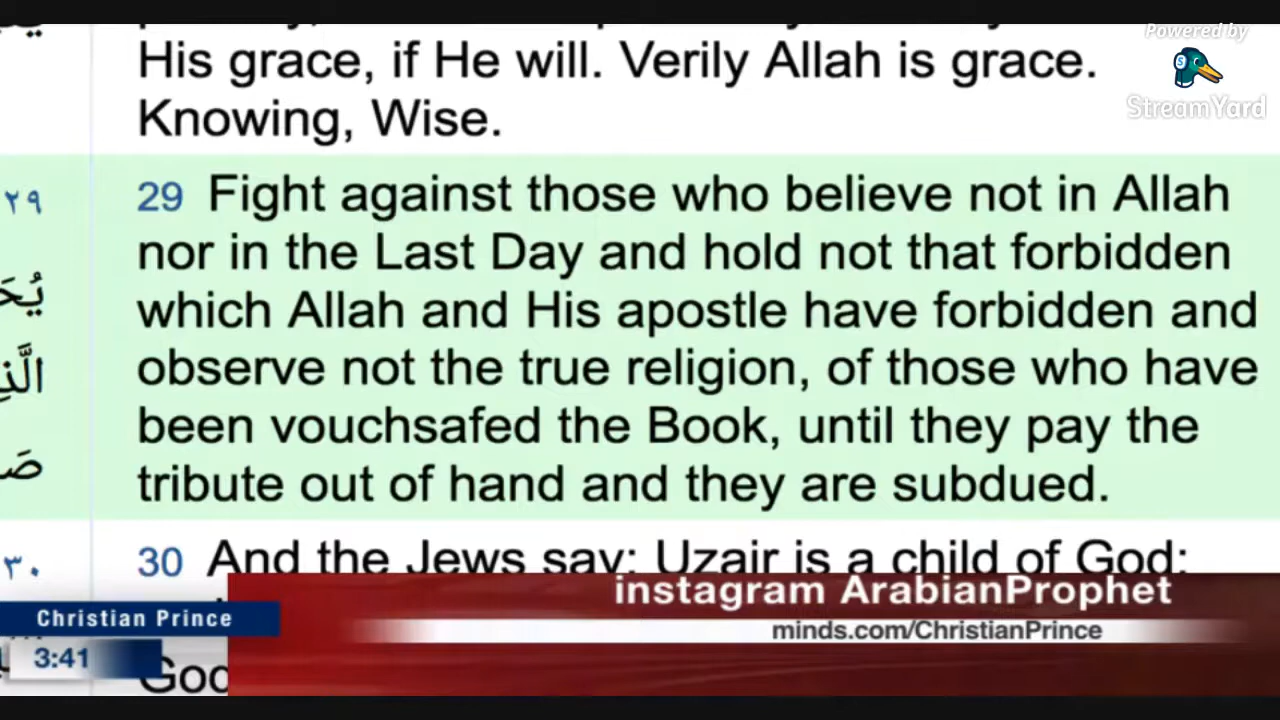 Powered by
StreamYard
His grace, if He will. Verily Allah is grace.
Knowing, Wise.
٢٩
29 Fight against those who believe not in Allah
nor in the Last Day and hold not that forbidden
which Allah and His apostle have forbidden and
observe not the true religion, of those who have
been vouchsafed the Book, until they pay the
tribute out of hand and they are subdued.
٣٠
30 And the Jews say: Uzair is a child of God;
instagram ArabianProphet
Christian Prince
minds.com/ChristianPrince
3:41